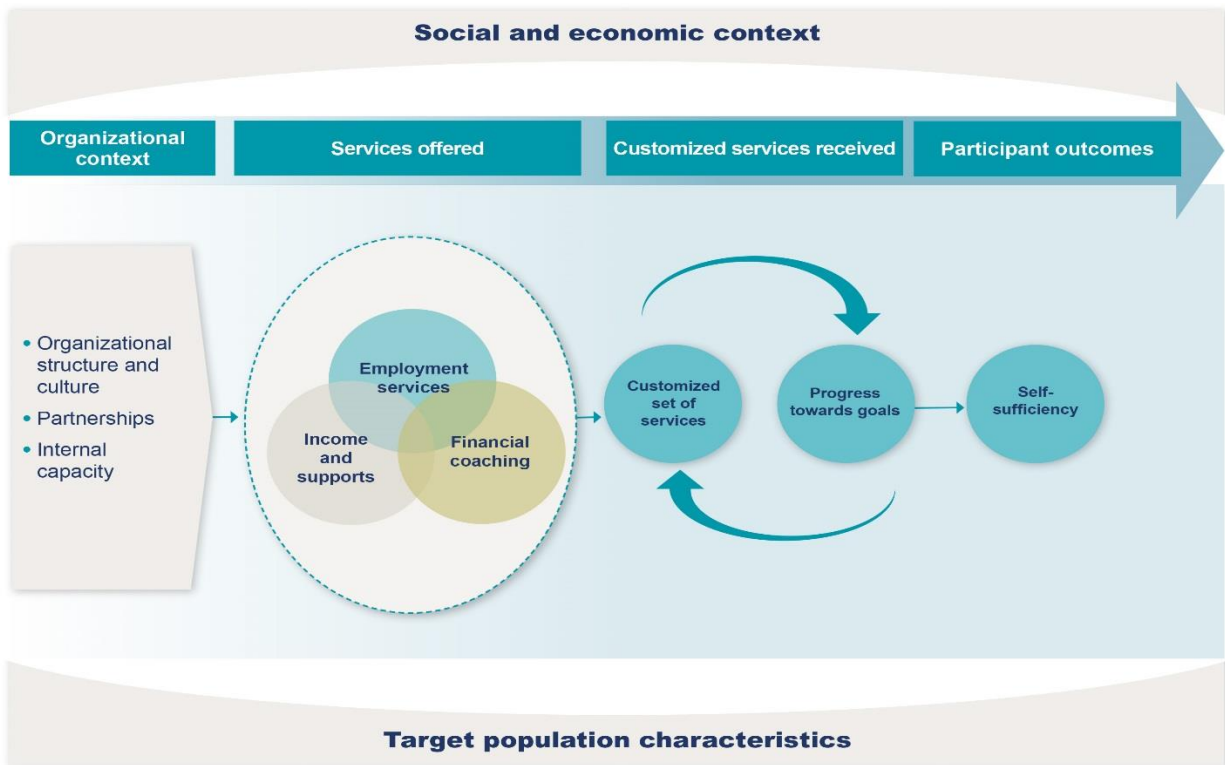 Social and economic context
Organizational
context
Services offered
Customized services received
Participant outcomes
• Organizational
structure and
culture
• Partnerships
• Internal
capacity
Employment
services
Income
and
supports
Financial
coaching
Customized
set of
services
Progress
towards goals
Self-
sufficiency
Target population characteristics